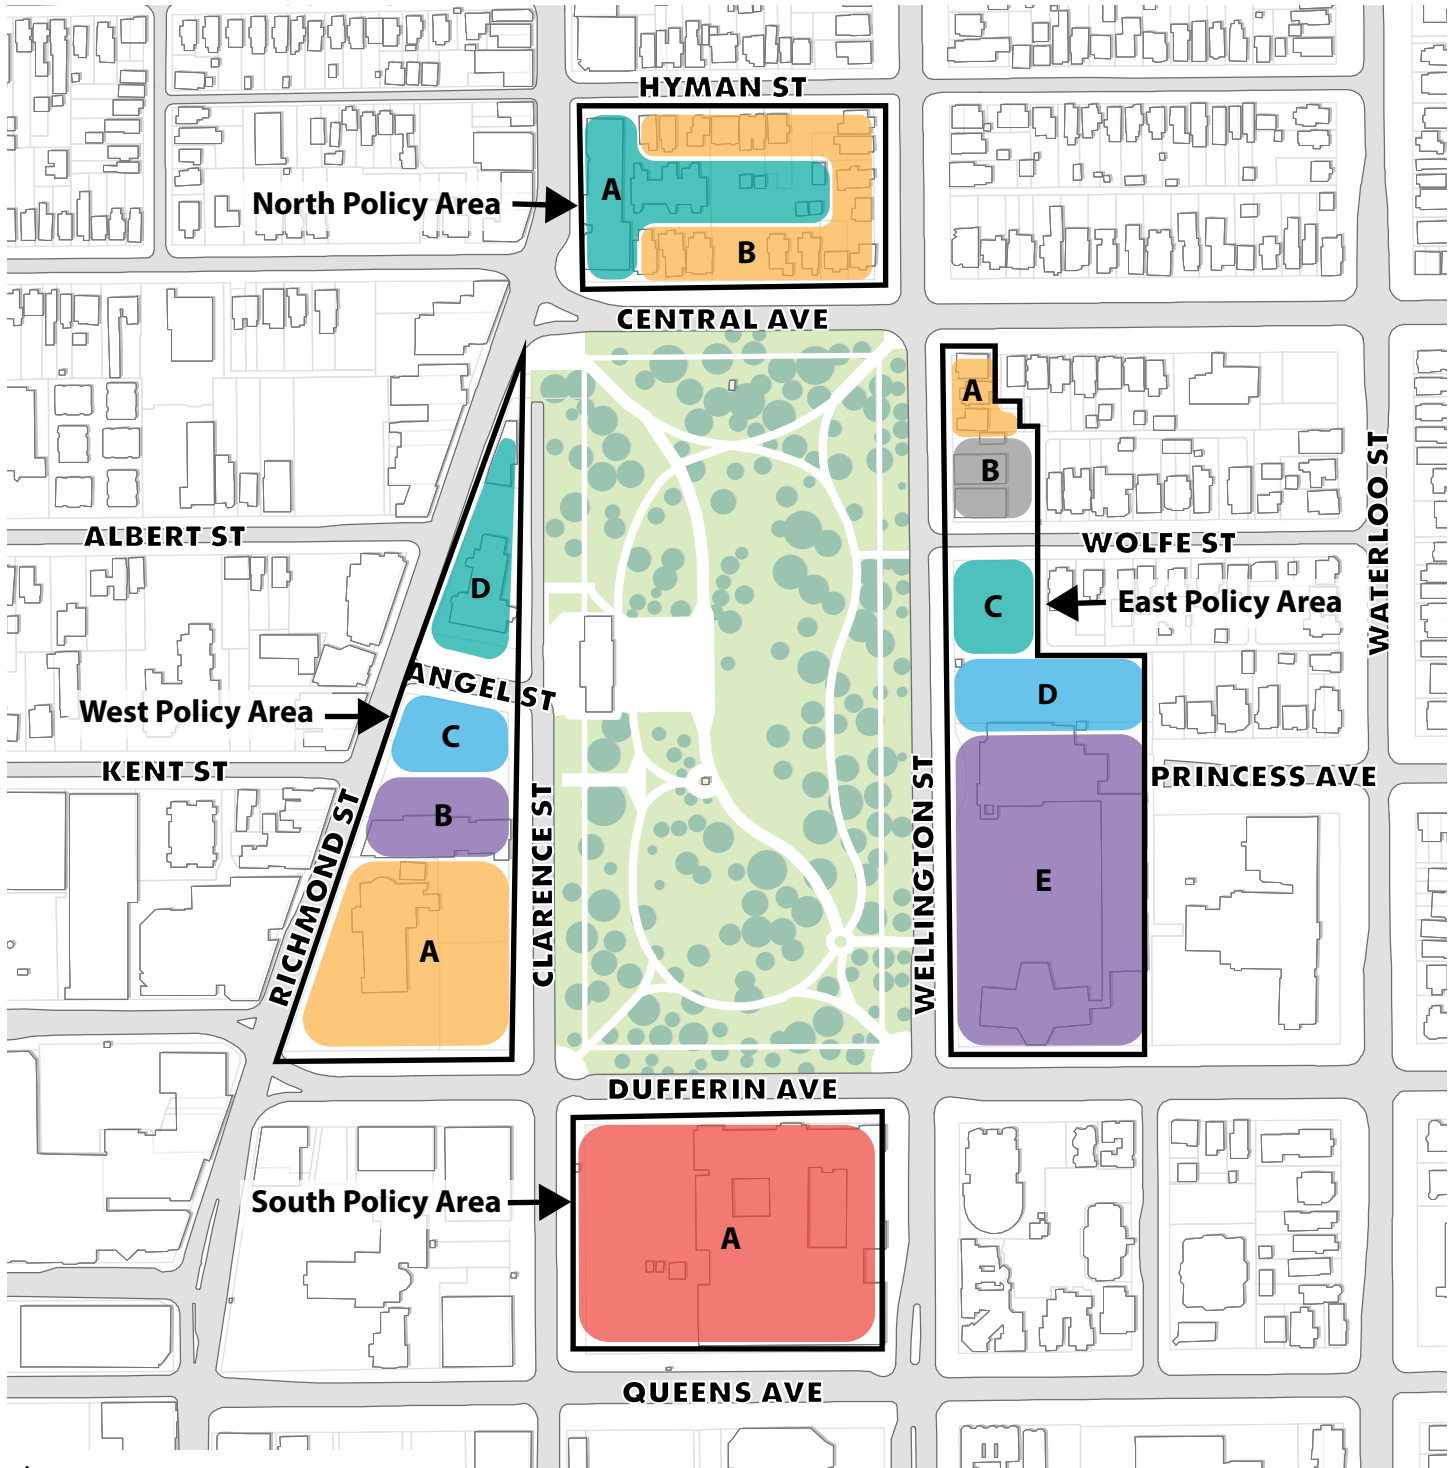 HYMAN ST
A
North Policy Area
B
CENTRAL AVE
A
B
ALBERT ST
WOLFE ST
WATERLOO ST
D
C
East Policy Area
ANGEL ST
D
West Policy Area
C
KENT ST
PRINCESS AVE
B
RICHMOND ST
CLARENCE ST
WELLINGTON ST
E
A
DUFFERIN AVE
South Policy Area
A
QUEENS AVE